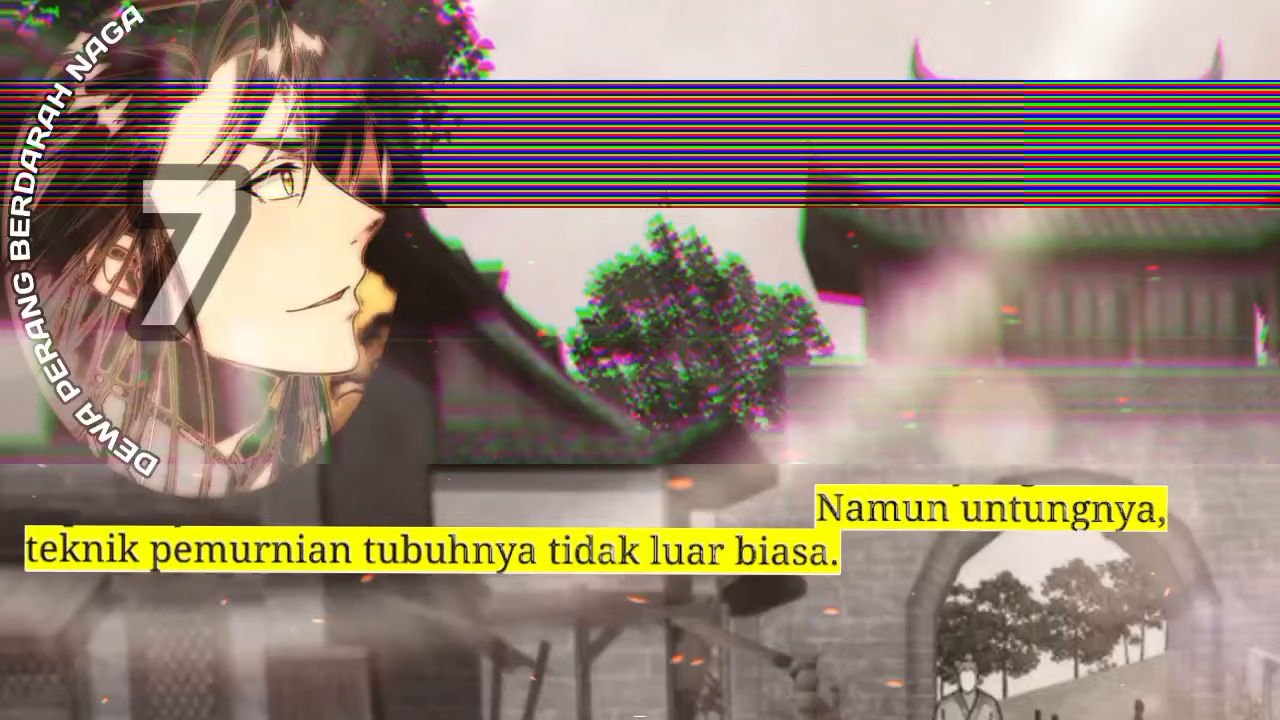 DEWA PERANG BERDARAH NAGA
7
Namun untungnya,
teknik pemurnian tubuhnya tidak luar biasa.